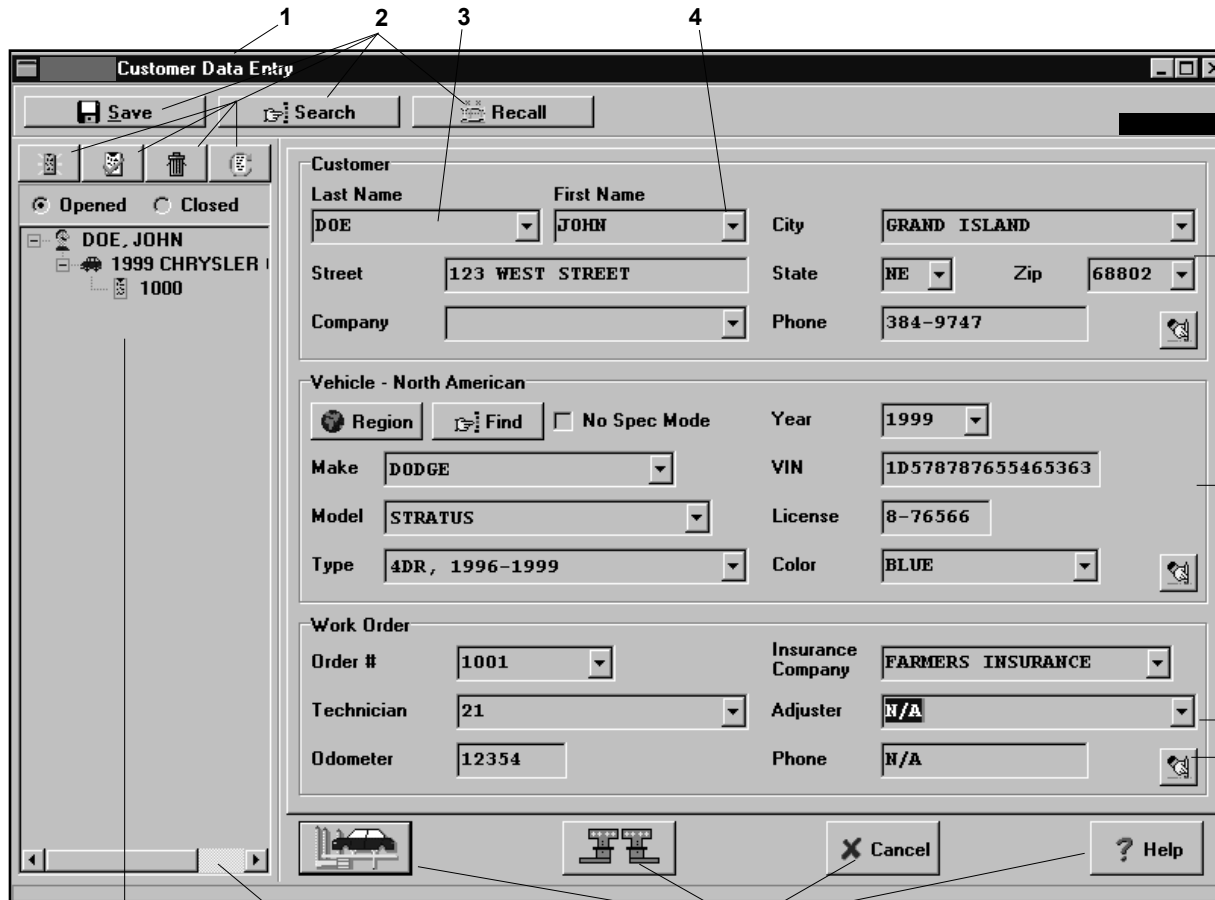 1 2 3 4
Customer Data Entry
Save Search Recall
Opened Closed
DOE, JOHN
1999 CHRYSLER
1000
Customer
Last Name First Name
DOE JOHN City GRAND ISLAND
Street 123 WEST STREET State NE Zip 68802
Company Phone 384-9747
Vehicle - North American
Region Find No Spec Mode Year 1999
Make DODGE VIN 1D578787655465363
Model STRATUS License 8-76566
Type 4DR, 1996-1999 Color BLUE
Work Order
Order # 1001 Insurance Company FARMERS INSURANCE
Technician 21 Adjuster N/A
Odometer 12354 Phone N/A
Cancel ? Help